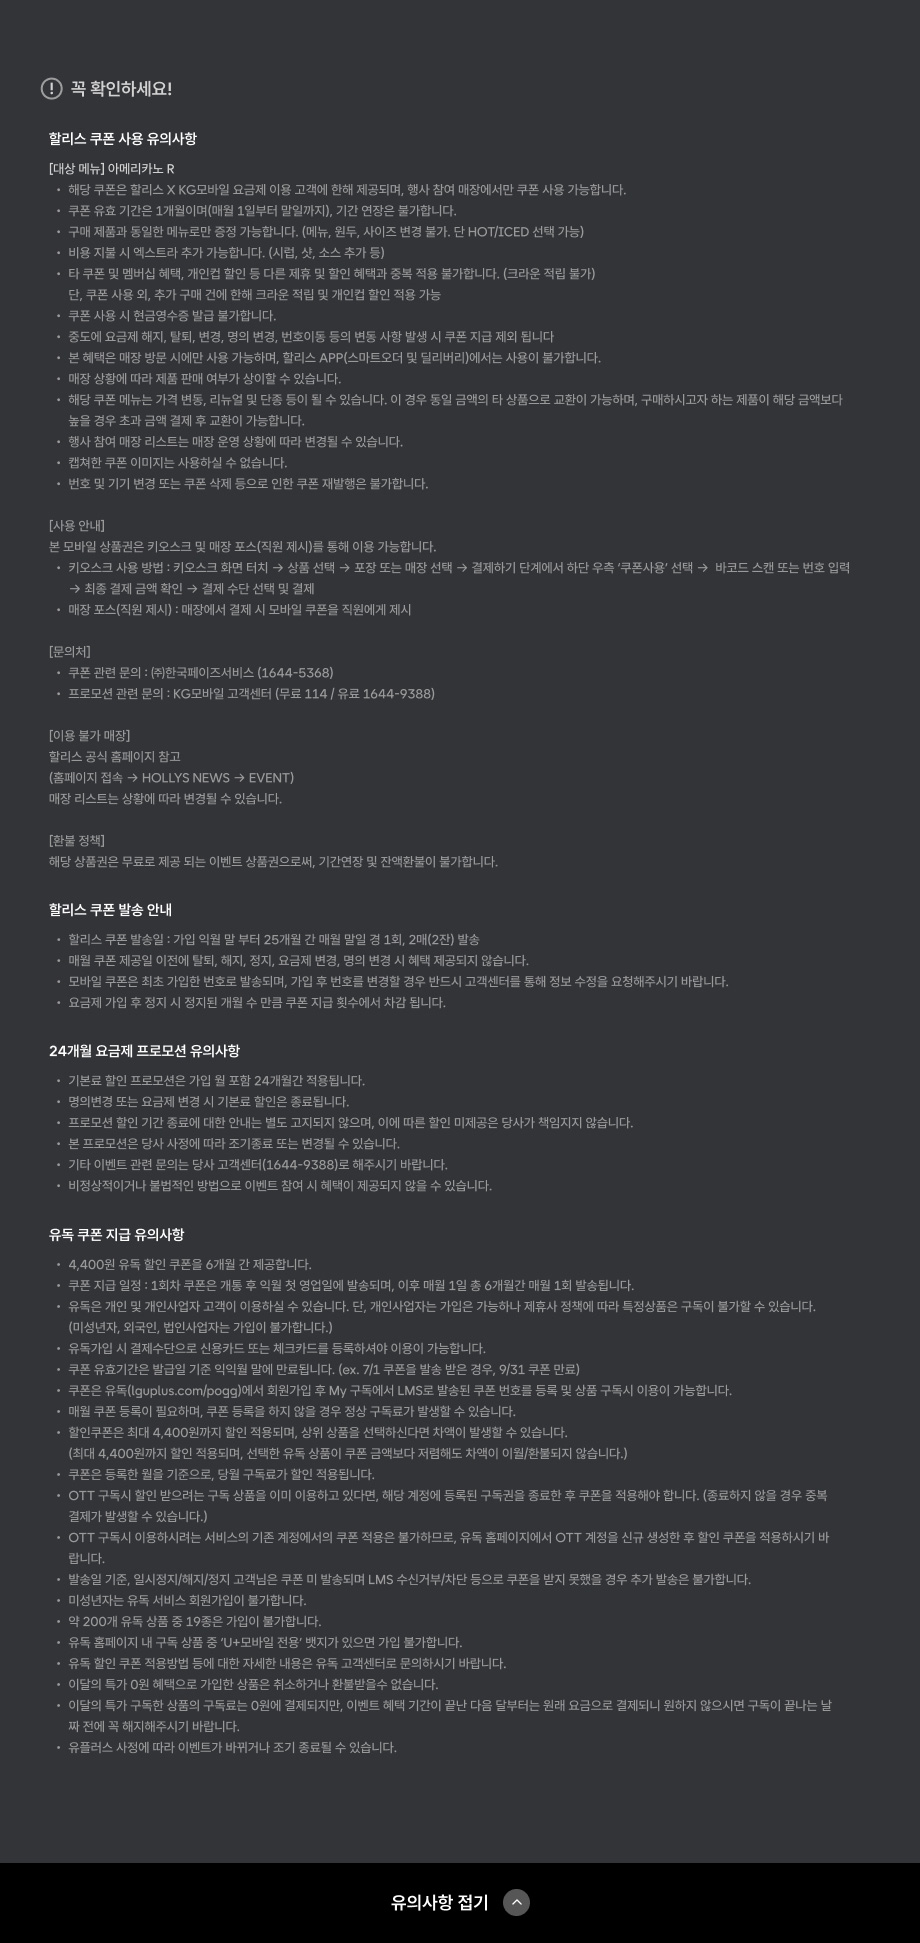 꼭 확인하세요!
할리스 쿠폰 사용 유의사항
[대상 메뉴] 아메리카노 R
• 해당 쿠폰은 할리스 X KG모바일 요금제 이용 고객에 한해 제공되며, 행사 참여 매장에서만 쿠폰 사용 가능합니다.
• 쿠폰 유효 기간은 1개월이며(매월 1일부터 말일까지), 기간 연장은 불가합니다.
• 구매 제품과 동일한 메뉴로만 증정 가능합니다. (메뉴, 원두, 사이즈 변경 불가. 단 HOT/ICED 선택 가능)
• 비용 지불 시 엑스트라 추가 가능합니다. (시럽, 샷, 소스 추가 등)
• 타 쿠폰 및 멤버십 혜택, 개인컵 할인 등 다른 제휴 및 할인 혜택과 중복 적용 불가합니다. (크라운 적립 불가)
단, 쿠폰 사용 외, 추가 구매 건에 한해 크라운 적립 및 개인컵 할인 적용 가능
• 쿠폰 사용 시 현금영수증 발급 불가합니다.
• 중도에 요금제 해지, 탈퇴, 변경, 명의 변경, 번호이동 등의 변동 사항 발생 시 쿠폰 지급 제외 됩니다
• 본 혜택은 매장 방문 시에만 사용 가능하며, 할리스 APP(스마트오더 및 딜리버리)에서는 사용이 불가합니다.
• 매장 상황에 따라 제품 판매 여부가 상이할 수 있습니다.
• 해당 쿠폰 메뉴는 가격 변동, 리뉴얼 및 단종 등이 될 수 있습니다. 이 경우 동일 금액의 타 상품으로 교환이 가능하며, 구매하시고자 하는 제품이 해당 금액보다
높을 경우 초과 금액 결제 후 교환이 가능합니다.
• 행사 참여 매장 리스트는 매장 운영 상황에 따라 변경될 수 있습니다.
• 캡쳐한 쿠폰 이미지는 사용하실 수 없습니다.
• 번호 및 기기 변경 또는 쿠폰 삭제 등으로 인한 쿠폰 재발행은 불가합니다.
[사용 안내]
본 모바일 상품권은 키오스크 및 매장 포스(직원 제시)를 통해 이용 가능합니다.
• 키오스크 사용 방법 : 키오스크 화면 터치 → 상품 선택 → 포장 또는 매장 선택 → 결제하기 단계에서 하단 우측 ‘쿠폰사용’ 선택 → 바코드 스캔 또는 번호 입력
→ 최종 결제 금액 확인 → 결제 수단 선택 및 결제
• 매장 포스(직원 제시) : 매장에서 결제 시 모바일 쿠폰을 직원에게 제시
[문의처]
• 쿠폰 관련 문의 : ㈜한국페이즈서비스 (1644-5368)
• 프로모션 관련 문의 : KG모바일 고객센터 (무료 114 / 유료 1644-9388)
[이용 불가 매장]
할리스 공식 홈페이지 참고
(홈페이지 접속 → HOLLYS NEWS → EVENT)
매장 리스트는 상황에 따라 변경될 수 있습니다.
[환불 정책]
해당 상품권은 무료로 제공 되는 이벤트 상품권으로써, 기간연장 및 잔액환불이 불가합니다.
할리스 쿠폰 발송 안내
• 할리스 쿠폰 발송일 : 가입 익월 말 부터 25개월 간 매월 말일 경 1회, 2매(2잔) 발송
• 매월 쿠폰 제공일 이전에 탈퇴, 해지, 정지, 요금제 변경, 명의 변경 시 혜택 제공되지 않습니다.
• 모바일 쿠폰은 최초 가입한 번호로 발송되며, 가입 후 번호를 변경할 경우 반드시 고객센터를 통해 정보 수정을 요청해주시기 바랍니다.
• 요금제 가입 후 정지 시 정지된 개월 수 만큼 쿠폰 지급 횟수에서 차감 됩니다.
24개월 요금제 프로모션 유의사항
• 기본료 할인 프로모션은 가입 월 포함 24개월간 적용됩니다.
• 명의변경 또는 요금제 변경 시 기본료 할인은 종료됩니다.
• 프로모션 할인 기간 종료에 대한 안내는 별도 고지되지 않으며, 이에 따른 할인 미제공은 당사가 책임지지 않습니다.
• 본 프로모션은 당사 사정에 따라 조기종료 또는 변경될 수 있습니다.
• 기타 이벤트 관련 문의는 당사 고객센터(1644-9388)로 해주시기 바랍니다.
• 비정상적이거나 불법적인 방법으로 이벤트 참여 시 혜택이 제공되지 않을 수 있습니다.
유독 쿠폰 지급 유의사항
• 4,400원 유독 할인 쿠폰을 6개월 간 제공합니다.
• 쿠폰 지급 일정 : 1회차 쿠폰은 개통 후 익월 첫 영업일에 발송되며, 이후 매월 1일 총 6개월간 매월 1회 발송됩니다.
• 유독은 개인 및 개인사업자 고객이 이용하실 수 있습니다. 단, 개인사업자는 가입은 가능하나 제휴사 정책에 따라 특정상품은 구독이 불가할 수 있습니다.
(미성년자, 외국인, 법인사업자는 가입이 불가합니다.)
• 유독가입 시 결제수단으로 신용카드 또는 체크카드를 등록하셔야 이용이 가능합니다.
• 쿠폰 유효기간은 발급일 기준 익익월 말에 만료됩니다. (ex. 7/1 쿠폰을 발송 받은 경우, 9/31 쿠폰 만료)
• 쿠폰은 유독(lguplus.com/pogg)에서 회원가입 후 My 구독에서 LMS로 발송된 쿠폰 번호를 등록 및 상품 구독시 이용이 가능합니다.
• 매월 쿠폰 등록이 필요하며, 쿠폰 등록을 하지 않을 경우 정상 구독료가 발생할 수 있습니다.
• 할인쿠폰은 최대 4,400원까지 할인 적용되며, 상위 상품을 선택하신다면 차액이 발생할 수 있습니다.
(최대 4,400원까지 할인 적용되며, 선택한 유독 상품이 쿠폰 금액보다 저렴해도 차액이 이월/환불되지 않습니다.)
• 쿠폰은 등록한 월을 기준으로, 당월 구독료가 할인 적용됩니다.
• OTT 구독시 할인 받으려는 구독 상품을 이미 이용하고 있다면, 해당 계정에 등록된 구독권을 종료한 후 쿠폰을 적용해야 합니다. (종료하지 않을 경우 중복
결제가 발생할 수 있습니다.)
• OTT 구독시 이용하시려는 서비스의 기존 계정에서의 쿠폰 적용은 불가하므로, 유독 홈페이지에서 OTT 계정을 신규 생성한 후 할인 쿠폰을 적용하시기 바
랍니다.
• 발송일 기준, 일시정지/해지/정지 고객님은 쿠폰 미 발송되며 LMS 수신거부/차단 등으로 쿠폰을 받지 못했을 경우 추가 발송은 불가합니다.
• 미성년자는 유독 서비스 회원가입이 불가합니다.
• 약 200개 유독 상품 중 19종은 가입이 불가합니다.
• 유독 홈페이지 내 구독 상품 중 ‘U+모바일 전용’ 뱃지가 있으면 가입 불가합니다.
• 유독 할인 쿠폰 적용방법 등에 대한 자세한 내용은 유독 고객센터로 문의하시기 바랍니다.
• 이달의 특가 0원 혜택으로 가입한 상품은 취소하거나 환불받을수 없습니다.
• 이달의 특가 구독한 상품의 구독료는 0원에 결제되지만, 이벤트 혜택 기간이 끝난 다음 달부터는 원래 요금으로 결제되니 원하지 않으시면 구독이 끝나는 날
짜 전에 꼭 해지해주시기 바랍니다.
• 유플러스 사정에 따라 이벤트가 바뀌거나 조기 종료될 수 있습니다.
유의사항 접기